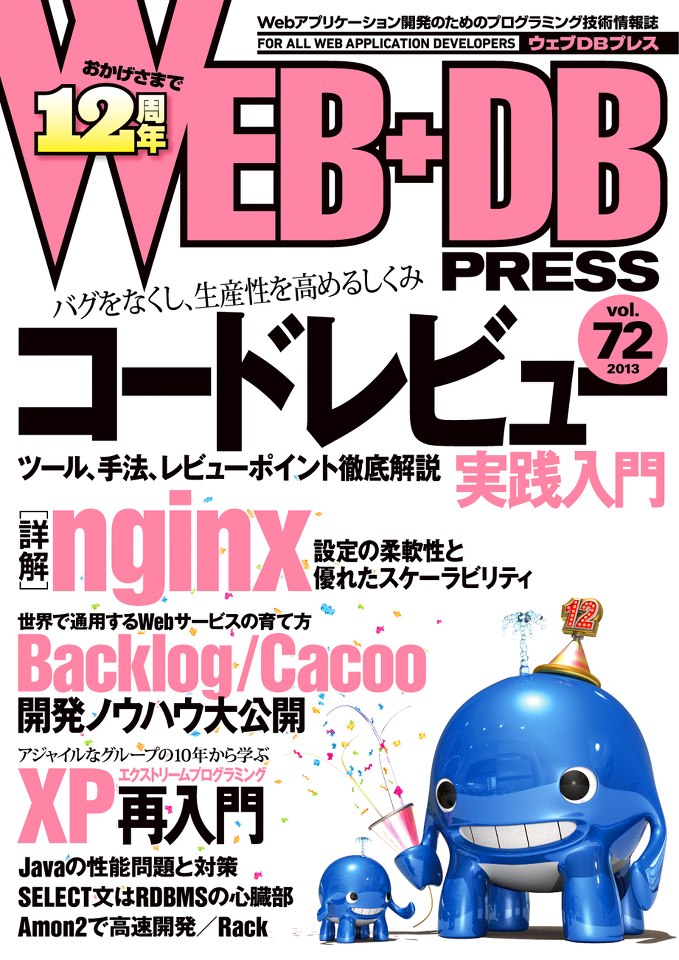 Webアプリケーション開発のためのプログラミング技術情報誌
FOR ALL WEB APPLICATION DEVELOPERS ウェブDBプレス
おかげさまで
12周年
WEB+DB
PRESS
vol.
72
2013
バグをなくし、生産性を高めるしくみ
コードレビュー
ツール、手法、レビューポイント徹底解説
実践入門
[詳解]nginx
設定の柔軟性と
優れたスケーラビリティ
世界で通用するWebサービスの育て方
Backlog/Cacoo
開発ノウハウ大公開
アジャイルなグループの10年から学ぶ
エクストリームプログラミング
XP再入門
Javaの性能問題と対策
SELECT文はRDBMSの心臓部
Amon2で高速開発／Rack
12